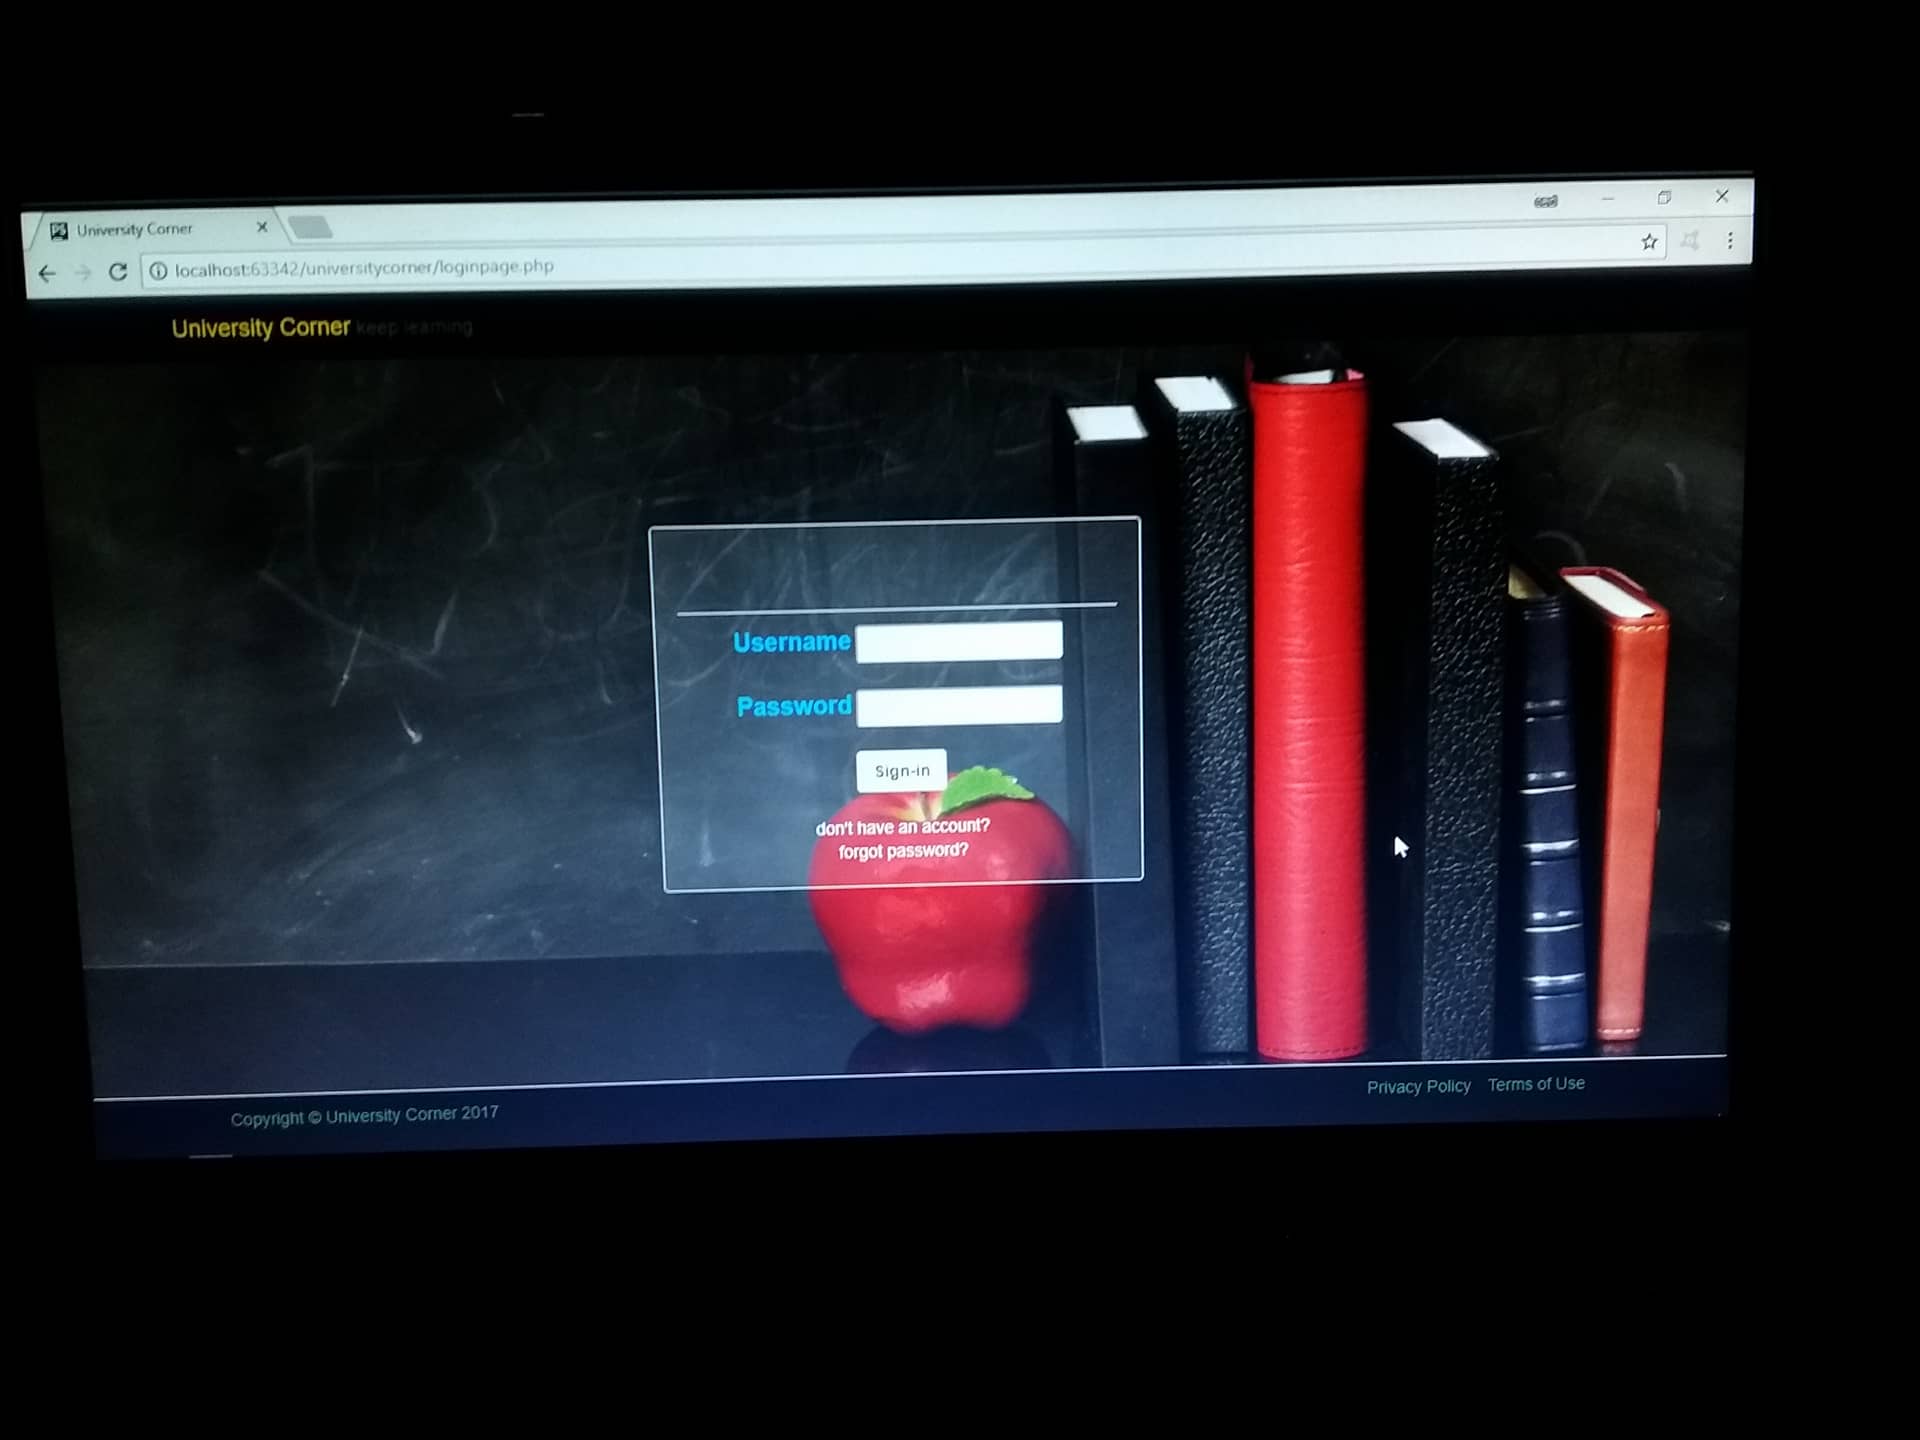 University Corner
localhost:63342/universitycorner/loginpage.php
University Corner keep learning
Username
Password
Sign-in
don't have an account?
forgot password?
Privacy Policy Terms of Use
Copyright © University Corner 2017